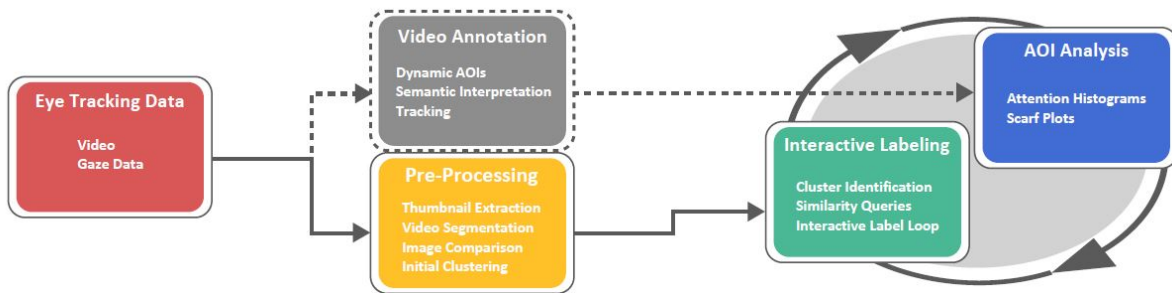 Eye Tracking Data
Video
Gaze Data
Video Annotation
Dynamic AOIs
Semantic Interpretation
Tracking
Pre-Processing
Thumbnail Extraction
Video Segmentation
Image Comparison
Initial Clustering
Interactive Labeling
Cluster Identification
Similarity Queries
Interactive Label Loop
AOI Analysis
Attention Histograms
Scarf Plots